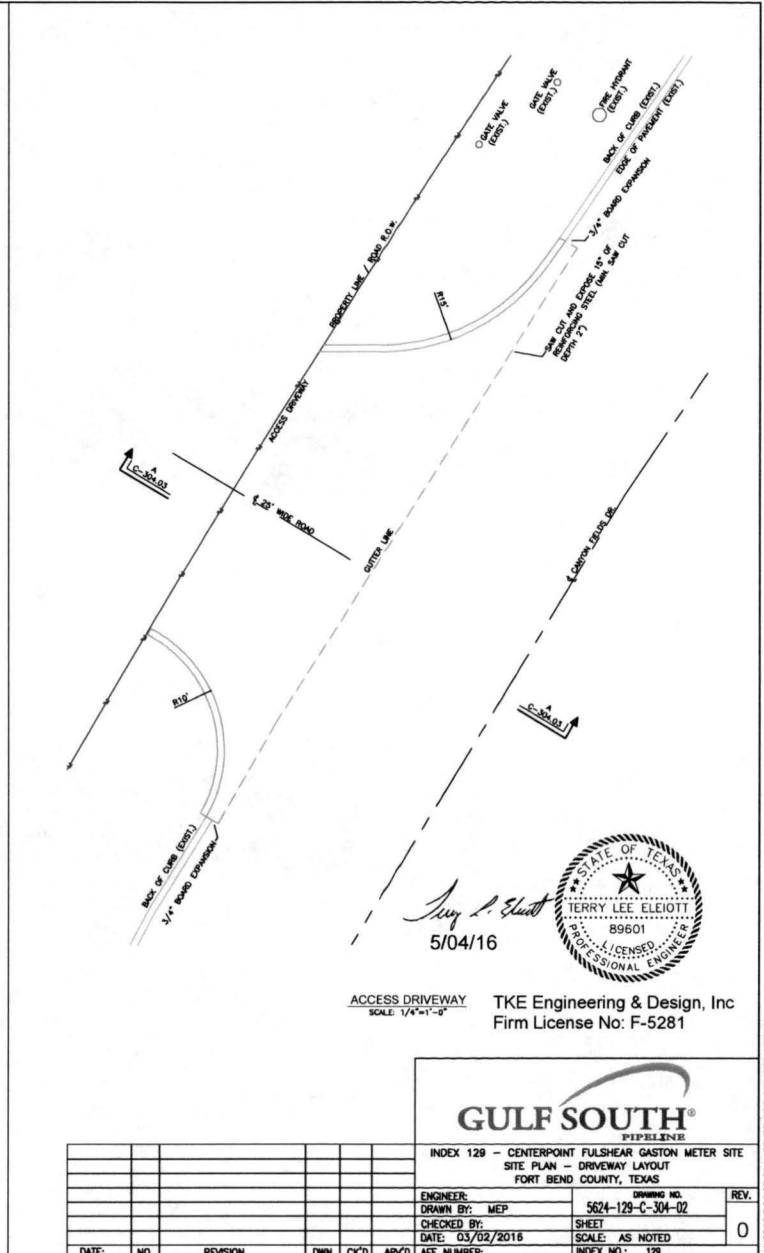 GATE VALVE
(EXIST.)
GATE VALVE
(EXIST.)
FIRE HYDRANT
(EXIST.)
BACK OF CURB (EXIST.)
EDGE OF PAVEMENT (EXIST.)
3/4" BOARD EXPANSION
PROPERTY LINE / ROAD R.O.W.
R15'
SAW CUT AND EXPOSE 15" OF
REINFORCING STEEL (MIN. SAW CUT
DEPTH 2")
ACCESS DRIVEWAY
A
C-304.03
℄ 25' WIDE ROAD
GUTTER LINE
℄ CANYON FIELDS DR.
R10'
A
C-304.03
BACK OF CURB (EXIST.)
3/4" BOARD EXPANSION
STATE OF TEXAS
TERRY LEE ELEIOTT
89601
LICENSED
PROFESSIONAL ENGINEER
5/04/16
ACCESS DRIVEWAY
SCALE: 1/4"=1'-0"
TKE Engineering & Design, Inc
Firm License No: F-5281
GULF SOUTH®
PIPELINE
INDEX 129 - CENTERPOINT FULSHEAR GASTON METER SITE
SITE PLAN - DRIVEWAY LAYOUT
FORT BEND COUNTY, TEXAS
ENGINEER:
DRAWN BY: MEP
CHECKED BY:
DATE: 03/02/2016
DRAWING NO.
5624-129-C-304-02
SHEET
SCALE: AS NOTED
REV.
0
DATE: NO. REVISION DWN CK'D APV'D AFE NUMBER: INDEX NO.: 129